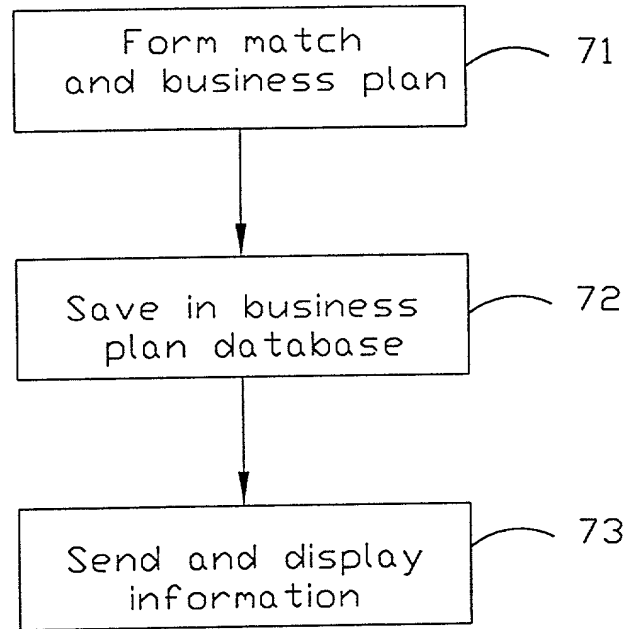 Form match
and business plan
71
Save in business
plan database
72
Send and display
information
73